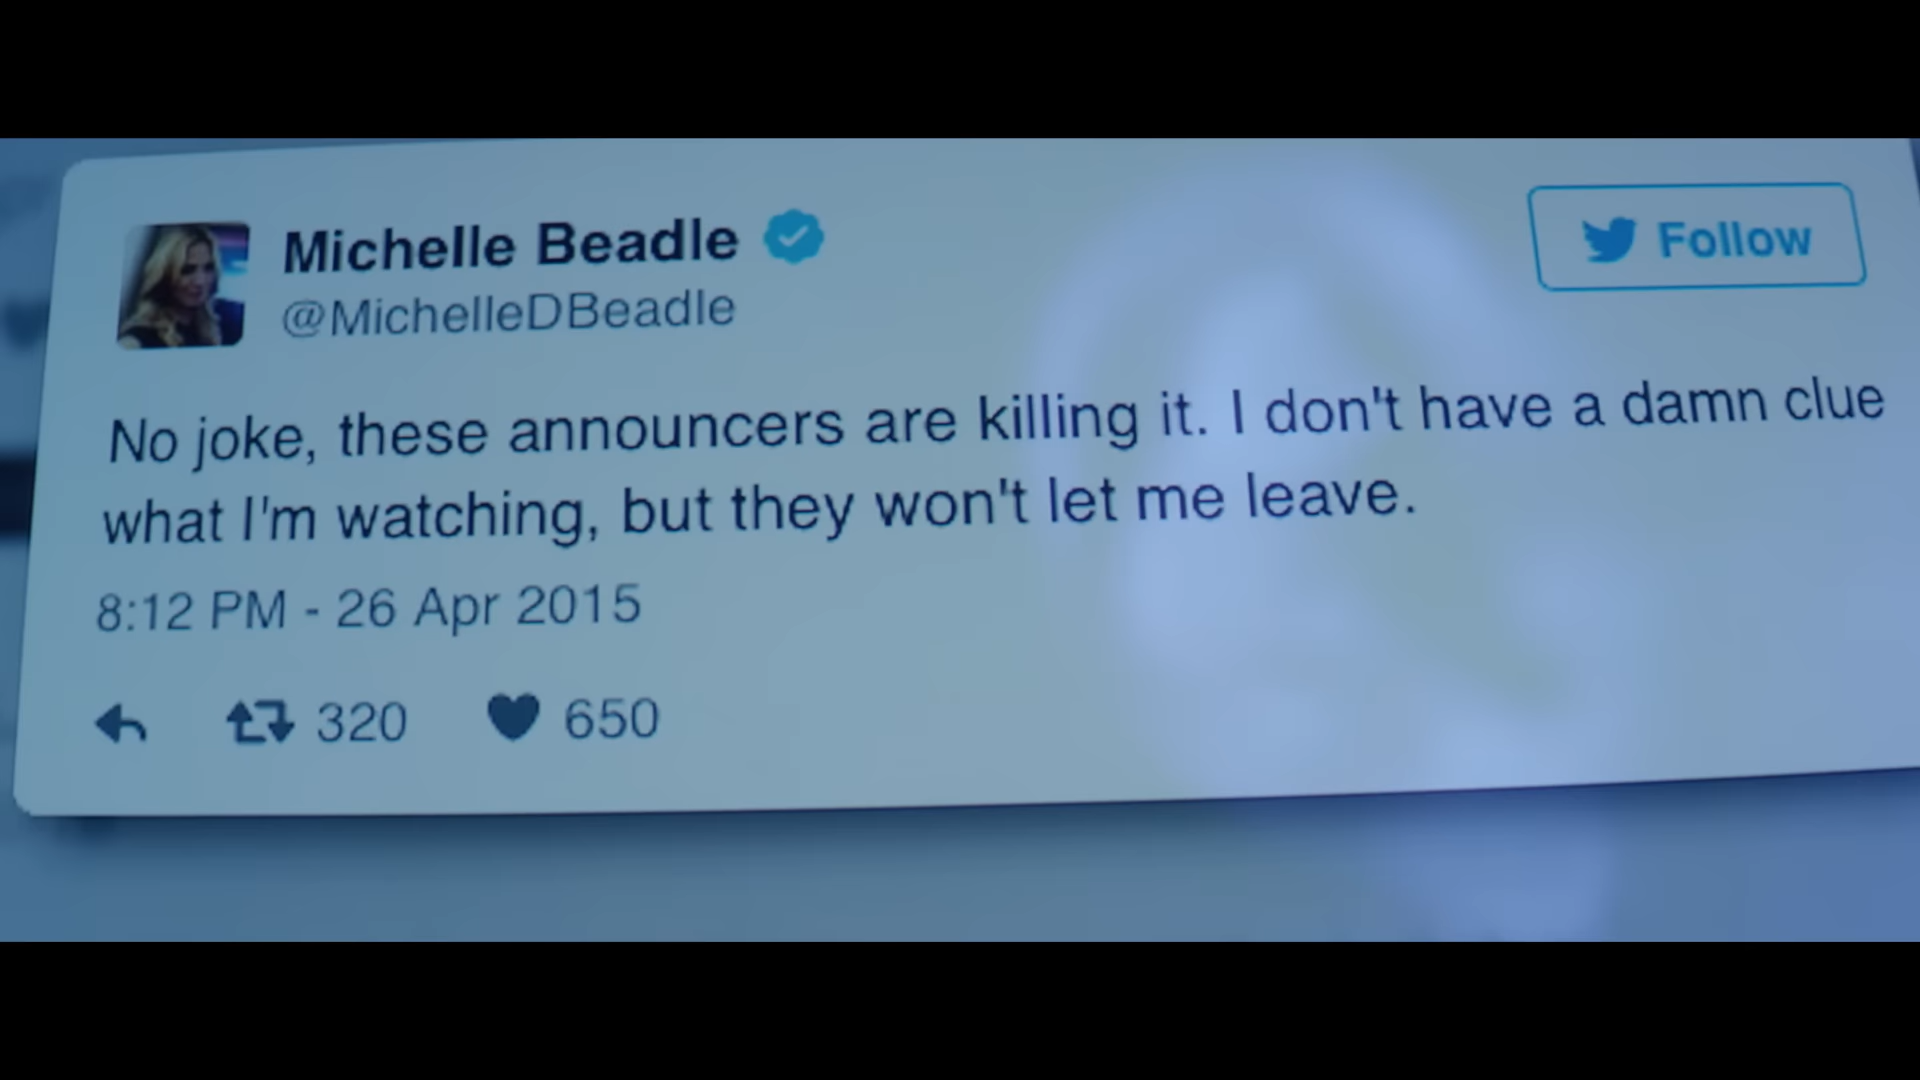 Michelle Beadle
@MichelleDBeadle
Follow
No joke, these announcers are killing it. I don't have a damn clue
what I'm watching, but they won't let me leave.
8:12 PM - 26 Apr 2015
320 650